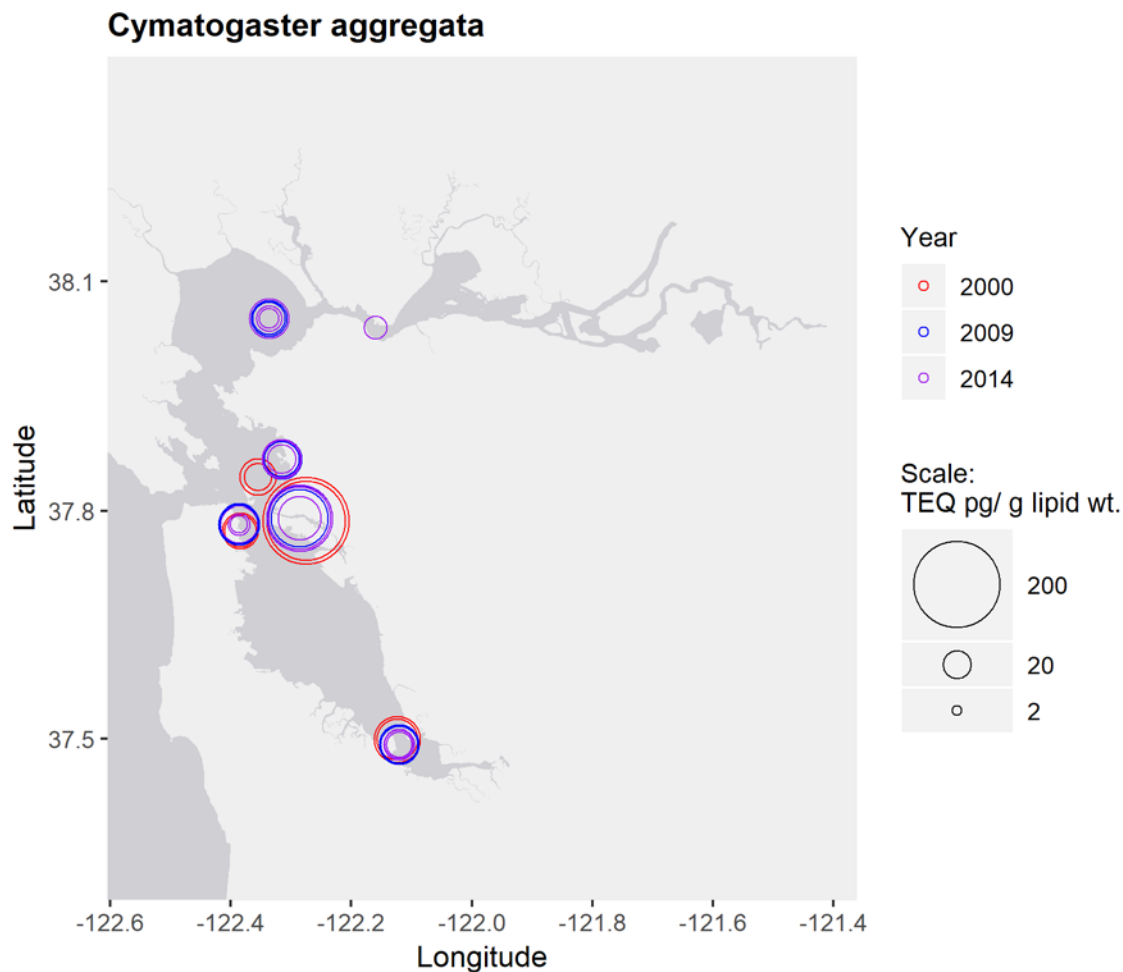 Cymatogaster aggregata
Latitude
38.1
37.8
37.5
-122.6 -122.4 -122.2 -122.0 -121.8 -121.6 -121.4
Longitude
Year
2000
2009
2014
Scale:
TEQ pg/ g lipid wt.
200
20
2